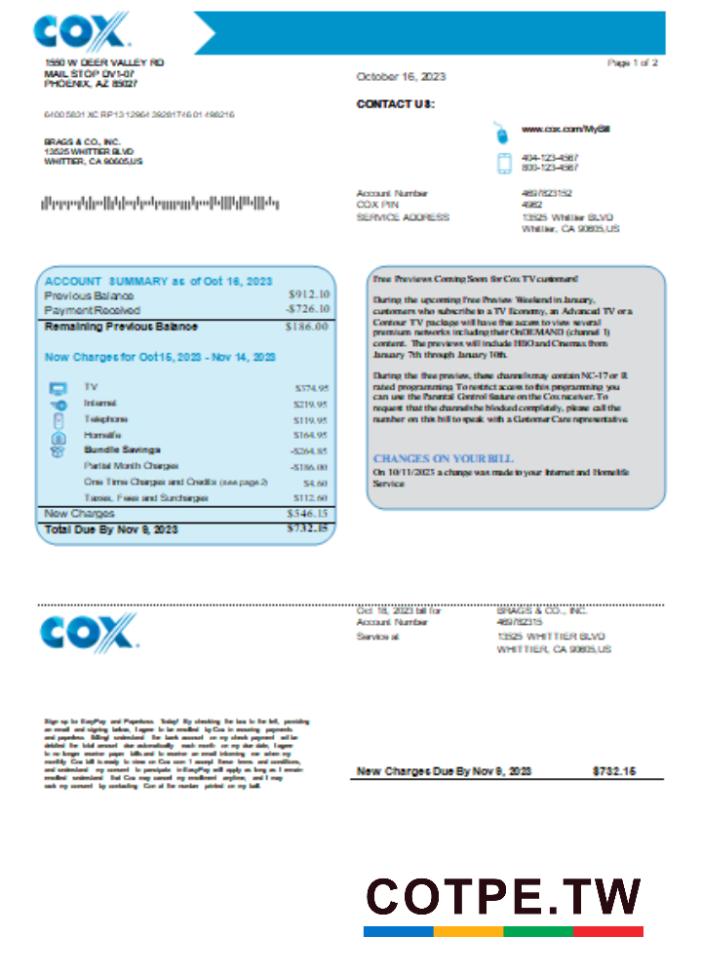 COX
Page 1 of 2
1550 W DEER VALLEY RD
MAIL STOP DV1-07
PHOENIX, AZ 85027
October 16, 2023
CONTACT US:
www.cox.com/MyBill
404-123-4567
800-123-4567
BRAGS & CO., INC.
13525 WHITTIER BLVD
WHITTIER, CA 90605,US
Account Number 4697823152
COX PIN 4962
SERVICE ADDRESS 13525 Whittier BLVD
Whittier, CA 90605,US
ACCOUNT SUMMARY as of Oct 16, 2023
Previous Balance $912.10
Payment Received -$726.10
Remaining Previous Balance $186.00
New Charges for Oct 15, 2023 - Nov 14, 2023
TV $374.95
Internet $219.95
Telephone $119.95
Homelife $164.95
Bundle Savings -$264.85
Partial Month Charges -$186.00
One Time Charges and Credits (see page 2) $4.60
Taxes, Fees and Surcharges $112.60
New Charges $546.15
Total Due By Nov 9, 2023 $732.15
Free Previews Coming Soon for Cox TV customers!
During the upcoming Free Preview Weekend in January,
customers who subscribe to a TV Economy, an Advanced TV or a
Contour TV package will have free access to view several
premium networks including their OnDEMAND (channel 1)
content. The previews will include HBO and Cinemax from
January 7th through January 10th.
During the free preview, these channels may contain NC-17 or R
rated programming. To restrict access to this programming you
can use the Parental Control feature on the Cox receiver. To
request that the channels be blocked completely, please call the
number on this bill to speak with a Customer Care representative.
CHANGES ON YOUR BILL
On 10/11/2023 a change was made to your Internet and Homelife
Service
COX
Oct 18, 2023 bill for BRAGS & CO., INC.
Account Number 469782315
Service at 13525 WHITTIER BLVD
WHITTIER, CA 90605,US
Sign up for EasyPay and Paperless Today! By checking the box to the left, providing
an email and signing below, I agree to be enrolled by Cox in recurring payments
and paperless Billing. I understand the bank account on my check payment will be
debited the total amount due automatically each month on my due date, I agree
to no longer receive paper bills and to receive an email informing me when my
monthly Cox bill is ready to view on Cox.com I accept these terms and conditions,
and understand my consent to participate in EasyPay will apply as long as I remain
enrolled understand that Cox may cancel my enrollment anytime, and I may
my consent by contacting Cox at the number printed on my bill.
New Charges Due By Nov 9, 2023 $732.15
COTPE.TW